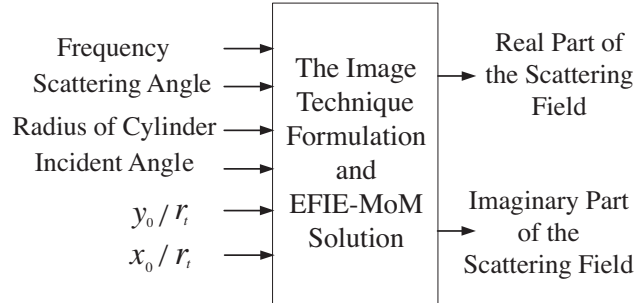 Frequency
Scattering Angle
Radius of Cylinder
Incident Angle
y₀ / rₜ
x₀ / rₜ
The Image
Technique
Formulation
and
EFIE-MoM
Solution
Real Part of
the Scattering
Field
Imaginary Part
of the
Scattering Field